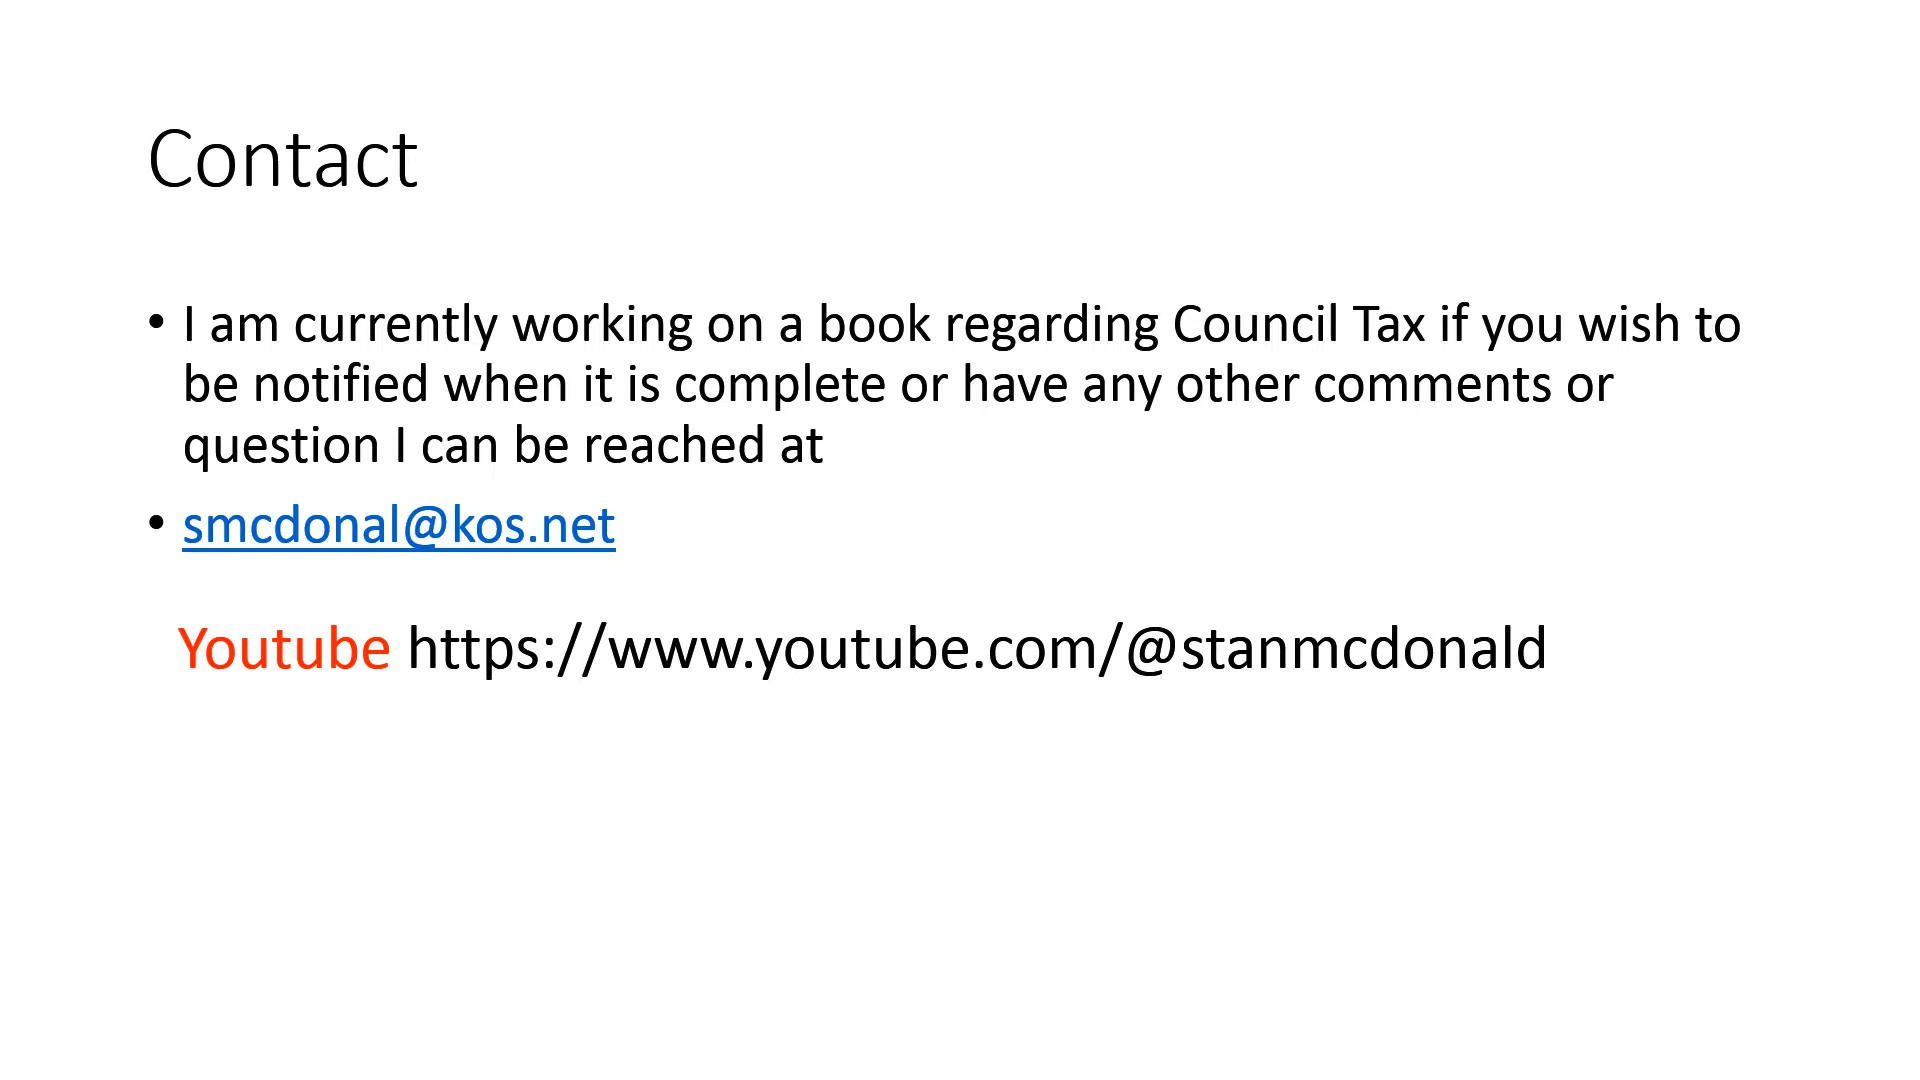 Contact
• I am currently working on a book regarding Council Tax if you wish to
be notified when it is complete or have any other comments or
question I can be reached at
• smcdonal@kos.net
Youtube https://www.youtube.com/@stanmcdonald